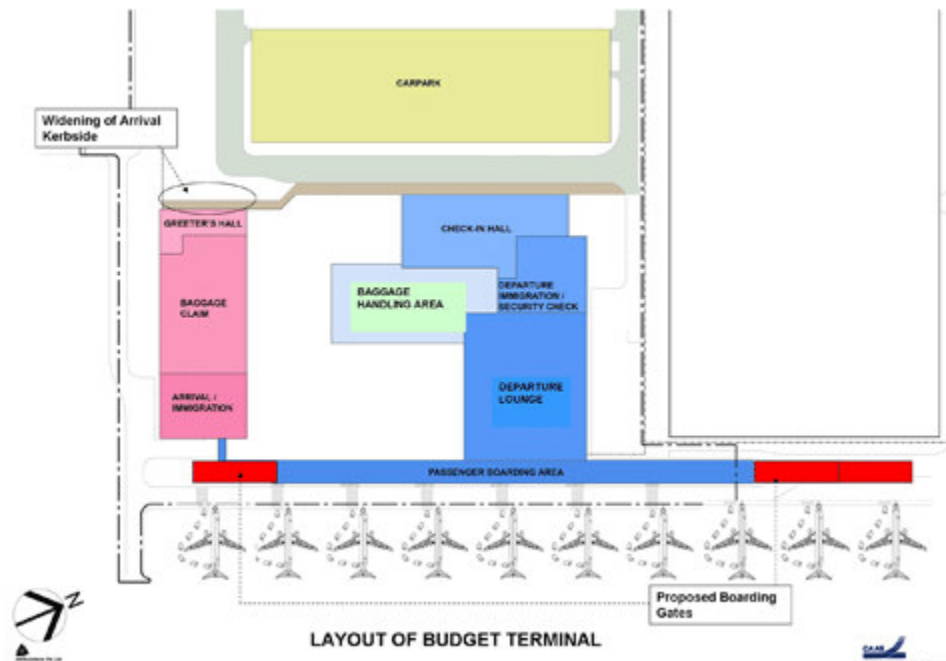 CARPARK
Widening of Arrival
Kerbside
GREETER'S HALL
CHECK-IN HALL
BAGGAGE
HANDLING AREA
DEPARTURE
IMMIGRATION /
SECURITY CHECK
BAGGAGE
CLAIM
ARRIVAL /
IMMIGRATION
DEPARTURE
LOUNGE
PASSENGER BOARDING AREA
Proposed Boarding
Gates
N
LAYOUT OF BUDGET TERMINAL
CAAS